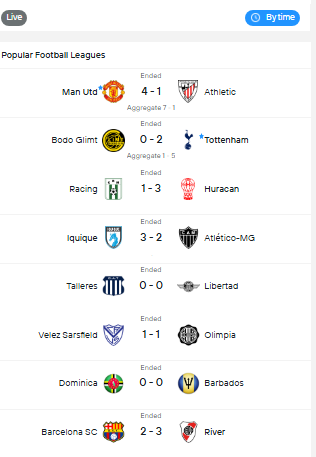 Live
By time
Popular Football Leagues
Ended
Man Utd 4 - 1 Athletic
Aggregate 7 - 1
Ended
Bodo Glimt 0 - 2 Tottenham
Aggregate 1 - 5
Ended
Racing 1 - 3 Huracan
Ended
Iquique 3 - 2 Atlético-MG
Ended
Talleres 0 - 0 Libertad
Ended
Velez Sarsfield 1 - 1 Olimpia
Ended
Dominica 0 - 0 Barbados
Ended
Barcelona SC 2 - 3 River